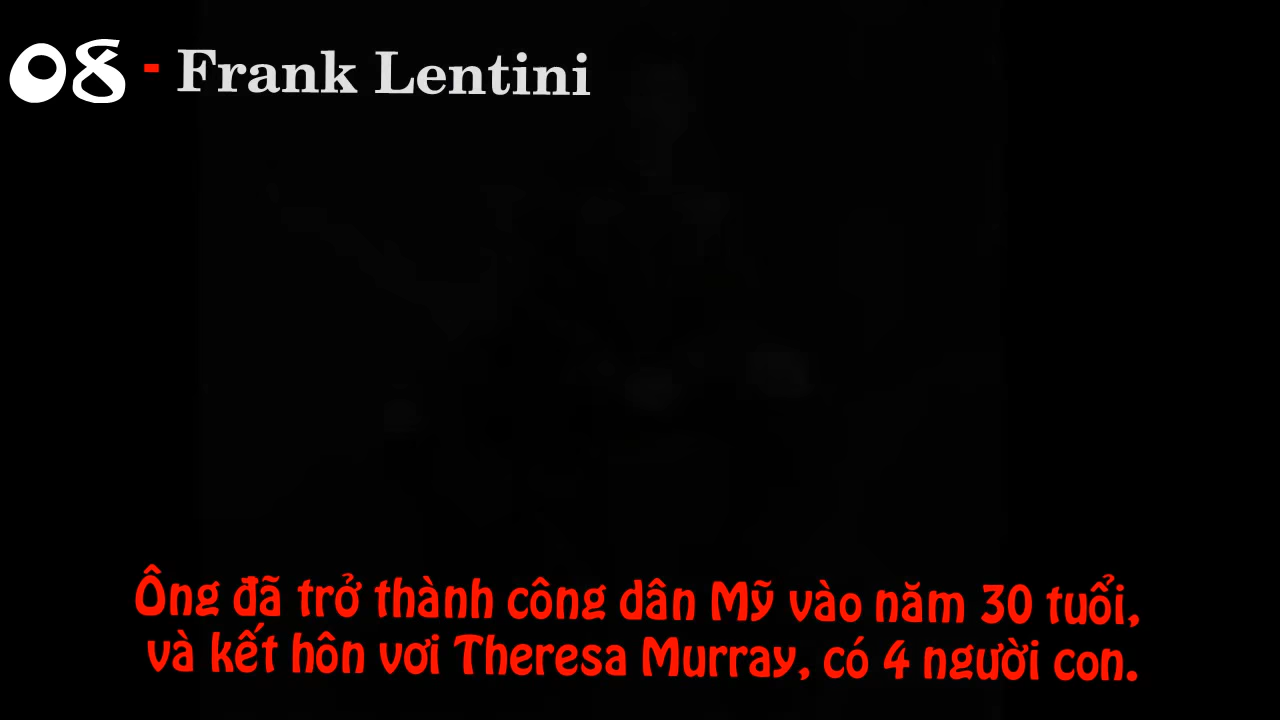 08 - Frank Lentini
Ông đã trở thành công dân Mỹ vào năm 30 tuổi,
và kết hôn vơi Theresa Murray, có 4 người con.